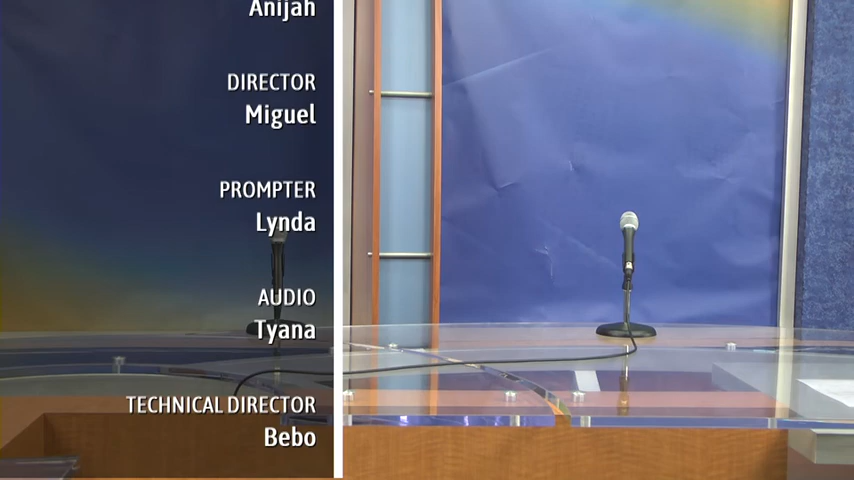 Anijah
DIRECTOR
Miguel
PROMPTER
Lynda
AUDIO
Tyana
TECHNICAL DIRECTOR
Bebo